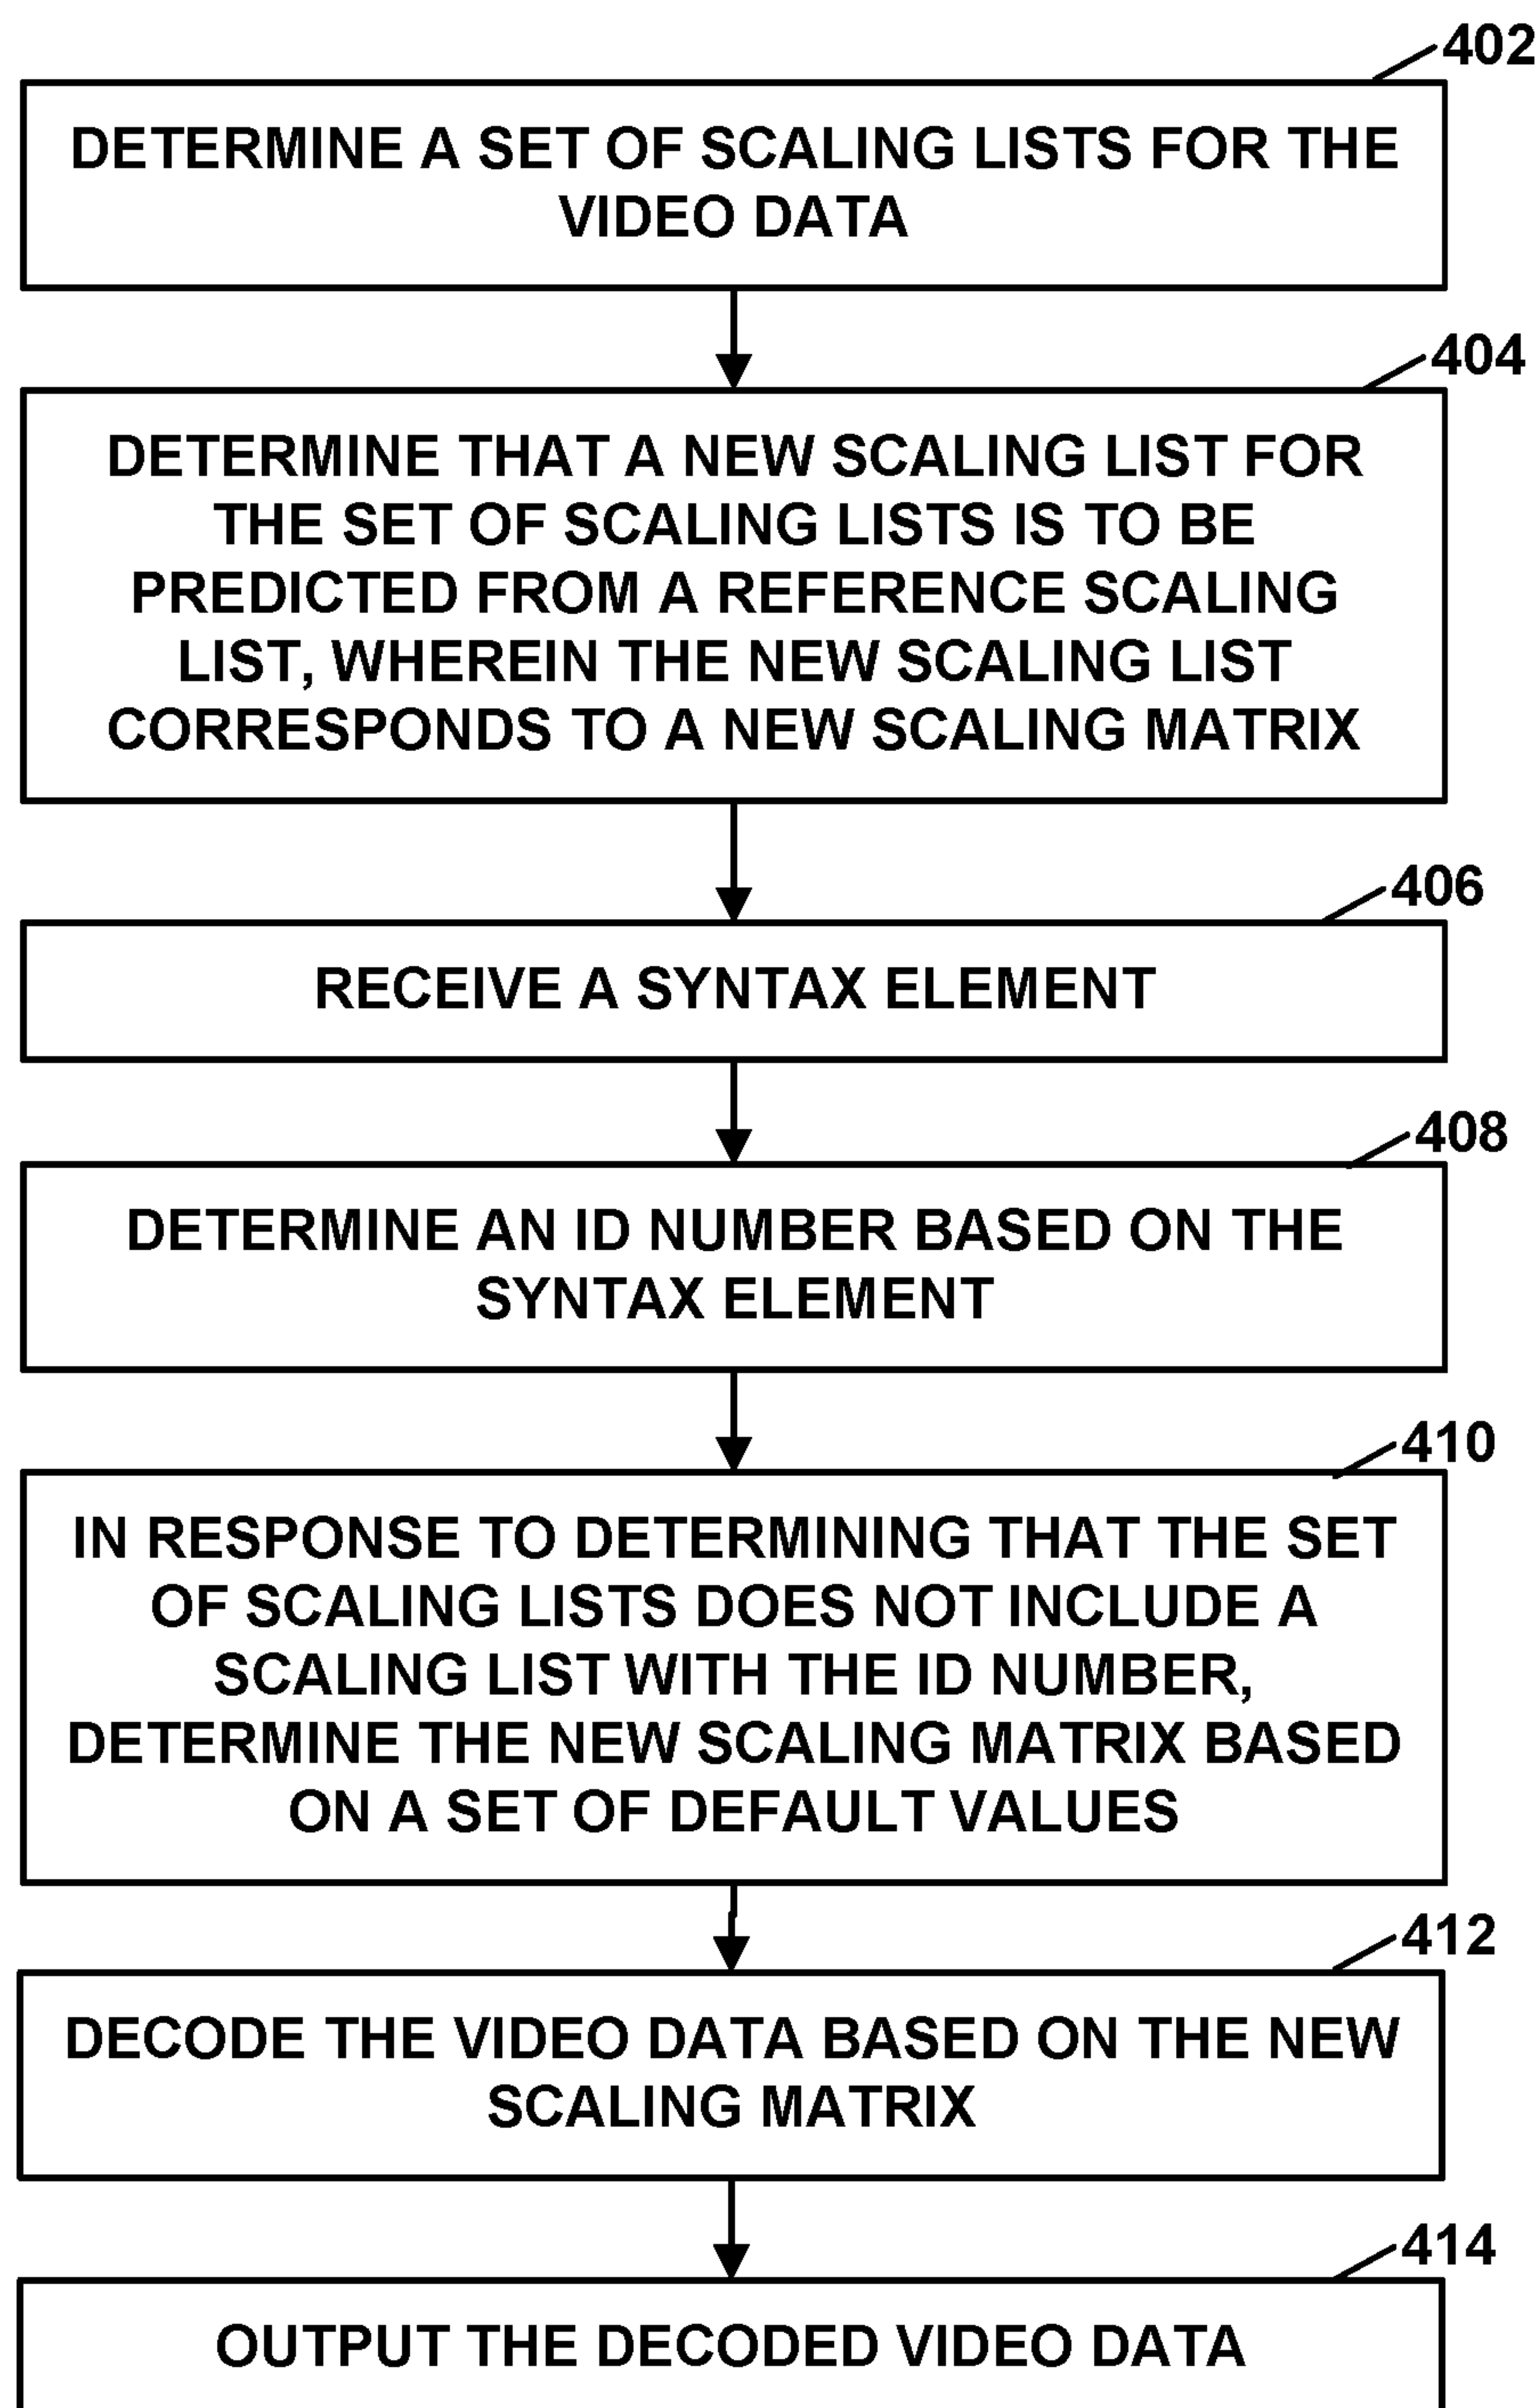 402
DETERMINE A SET OF SCALING LISTS FOR THE
VIDEO DATA
404
DETERMINE THAT A NEW SCALING LIST FOR
THE SET OF SCALING LISTS IS TO BE
PREDICTED FROM A REFERENCE SCALING
LIST, WHEREIN THE NEW SCALING LIST
CORRESPONDS TO A NEW SCALING MATRIX
406
RECEIVE A SYNTAX ELEMENT
408
DETERMINE AN ID NUMBER BASED ON THE
SYNTAX ELEMENT
410
IN RESPONSE TO DETERMINING THAT THE SET
OF SCALING LISTS DOES NOT INCLUDE A
SCALING LIST WITH THE ID NUMBER,
DETERMINE THE NEW SCALING MATRIX BASED
ON A SET OF DEFAULT VALUES
412
DECODE THE VIDEO DATA BASED ON THE NEW
SCALING MATRIX
414
OUTPUT THE DECODED VIDEO DATA